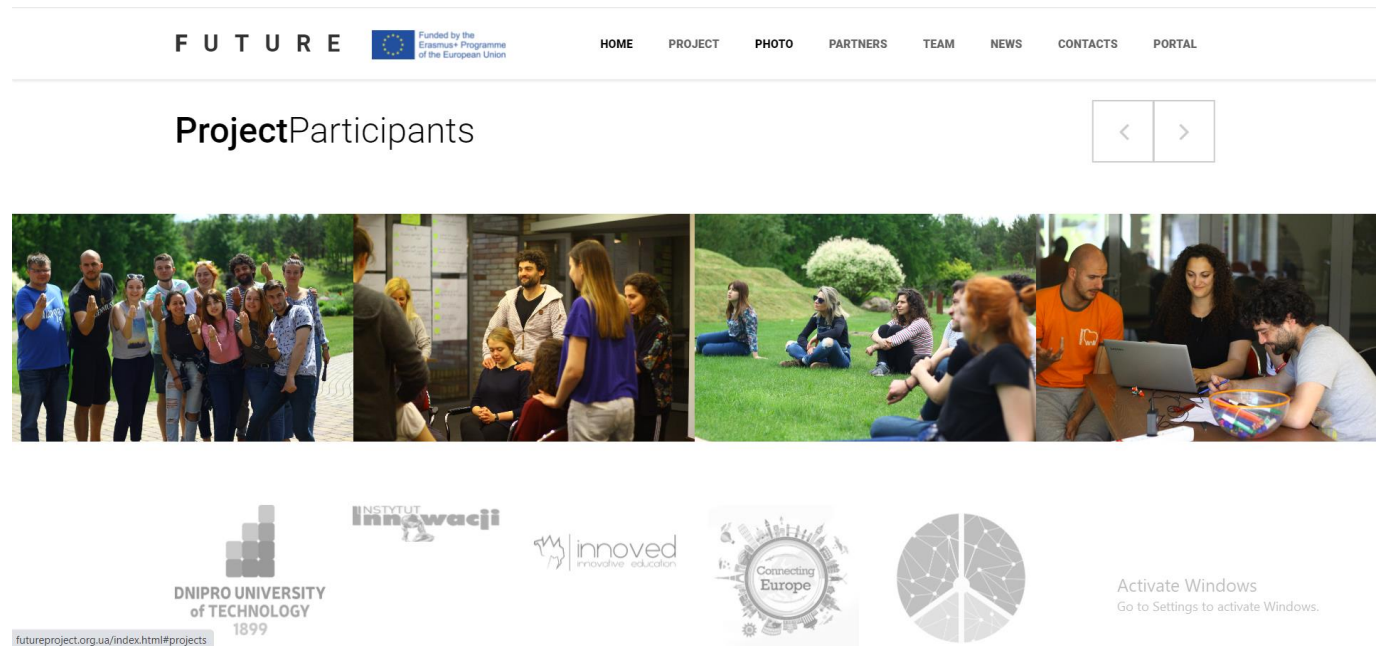 FUTURE
Funded by the
Erasmus+ Programme
of the European Union
HOME PROJECT PHOTO PARTNERS TEAM NEWS CONTACTS PORTAL
ProjectParticipants
INSTYTUT
Innowacji
innoved
innovative education
Connecting
Europe
DNIPRO UNIVERSITY
of TECHNOLOGY
1899
Activate Windows
Go to Settings to activate Windows.
futureproject.org.ua/index.html#projects